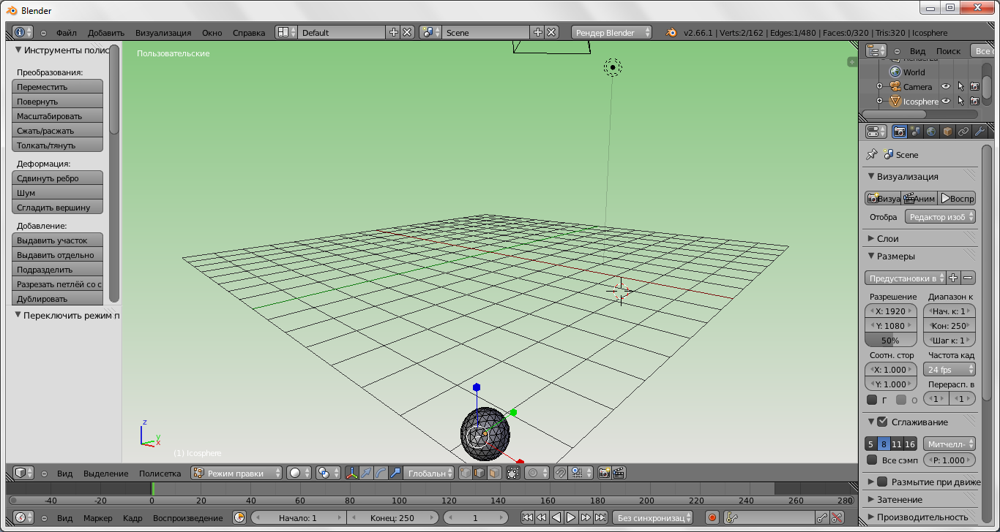 Blender
Файл Добавить Визуализация Окно Справка Default Scene Рендер Blender v2.66.1 | Verts:2/162 | Edges:1/480 | Faces:0/320 | Tris:320 | Icosphere
Инструменты полис
Преобразования:
Переместить
Повернуть
Масштабировать
Сжать/расжать
Толкать/тянуть
Деформация:
Сдвинуть ребро
Шум
Сгладить вершину
Добавление:
Выдавить участок
Выдавить отдельно
Подразделить
Разрезать петлёй со с
Дублировать
Переключить режим п
Пользовательские
z
y
x
(1) Icosphere
Вид Поиск Все с
World
Camera
Icosphere
Scene
Визуализация
Визуа Аним Воспр
Отобра Редактор изоб
Слои
Размеры
Предустановки в
Разрешение Диапазон к
X: 1920 Нач. к: 1
Y: 1080 Кон: 250
50% Шаг к: 1
Соотн. стор Частота кад
X: 1.000 24 fps
Y: 1.000 Перерасп. в
Г О 1 1
Сглаживание
5 8 11 16 Митчелл-
Все сэмп Р: 1.000
Размытие при движе
Затенение
Производительность
Вид Выделение Полисетка Режим правки Глобальн
-40 -20 0 20 40 60 80 100 120 140 160 180 200 220 240 260 280
Вид Маркер Кадр Воспроизведение Начало: 1 Конец: 250 1 Без синхронизац